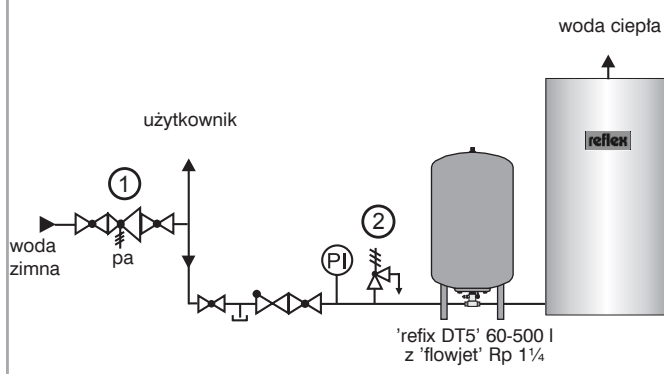 woda ciepła
reflex
użytkownik
1
2
woda
zimna
pa
PI
'refix DT5' 60-500 l
z 'flowjet' Rp 1¼